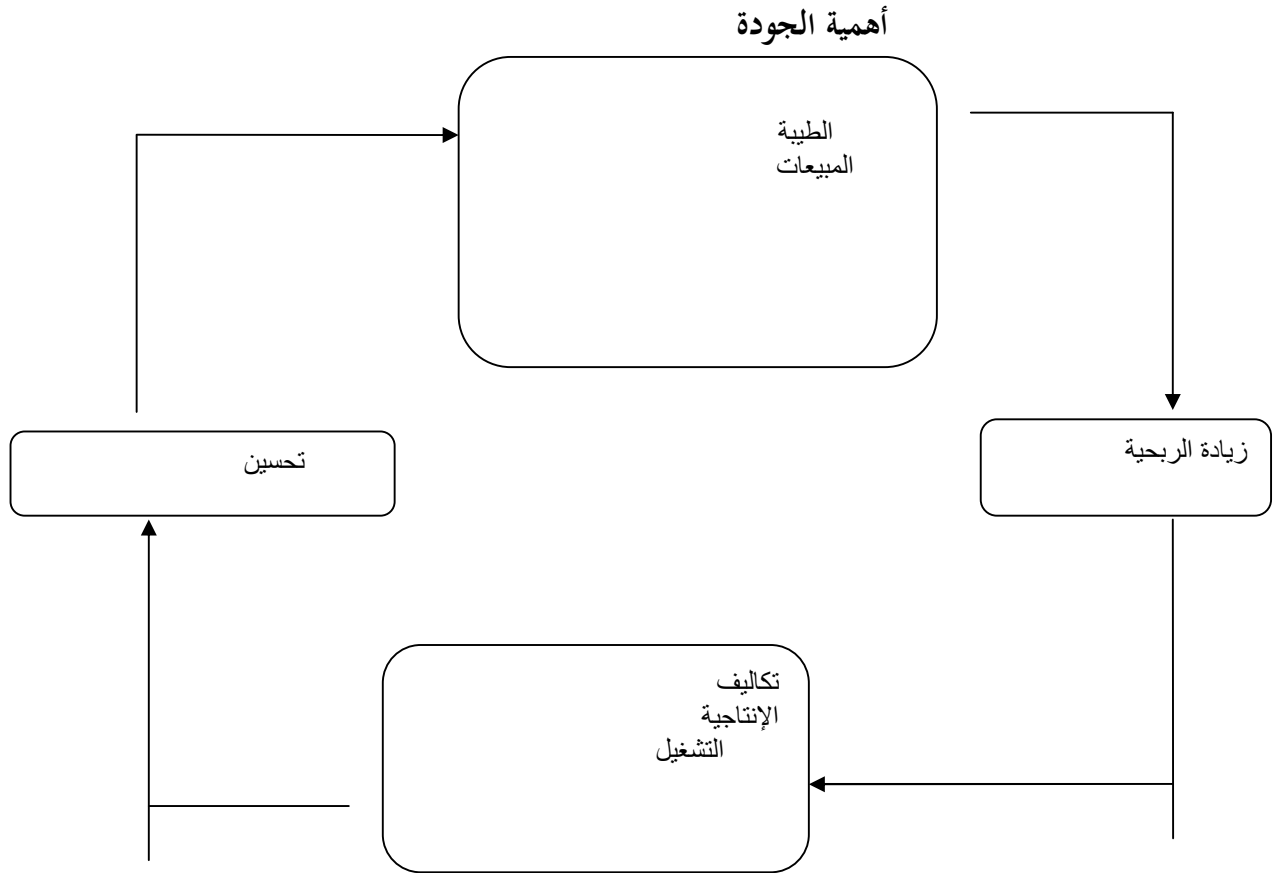 أهمية الجودة
الطيبة
المبيعات
زيادة الربحية
تحسين
تكاليف
الإنتاجية
التشغيل